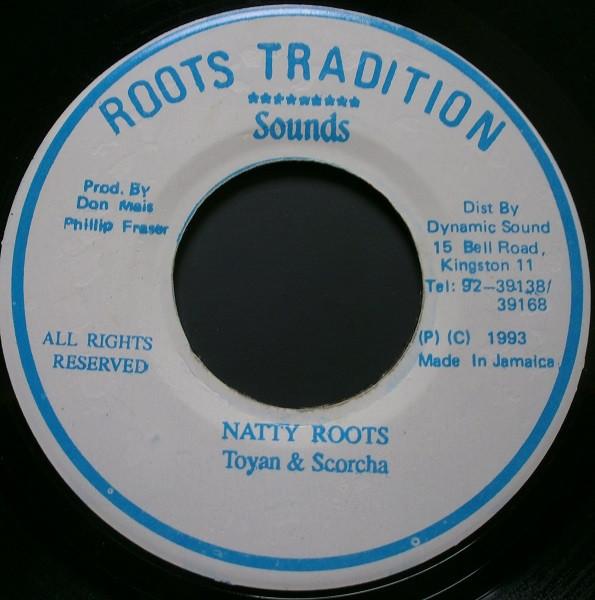 ROOTS TRADITION
*********
Sounds
Prod. By
Don Mais
Phillip Fraser
Dist By
Dynamic Sound
15 Bell Road,
Kingston 11
Tel: 92-39138/
39168
ALL RIGHTS
RESERVED
(P) (C) 1993
Made In Jamaica
NATTY ROOTS
Toyan & Scorcha